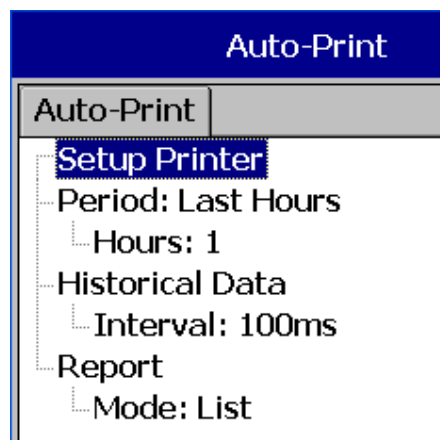 Auto-Print
Auto-Print
Setup Printer
Period: Last Hours
Hours: 1
Historical Data
Interval: 100ms
Report
Mode: List